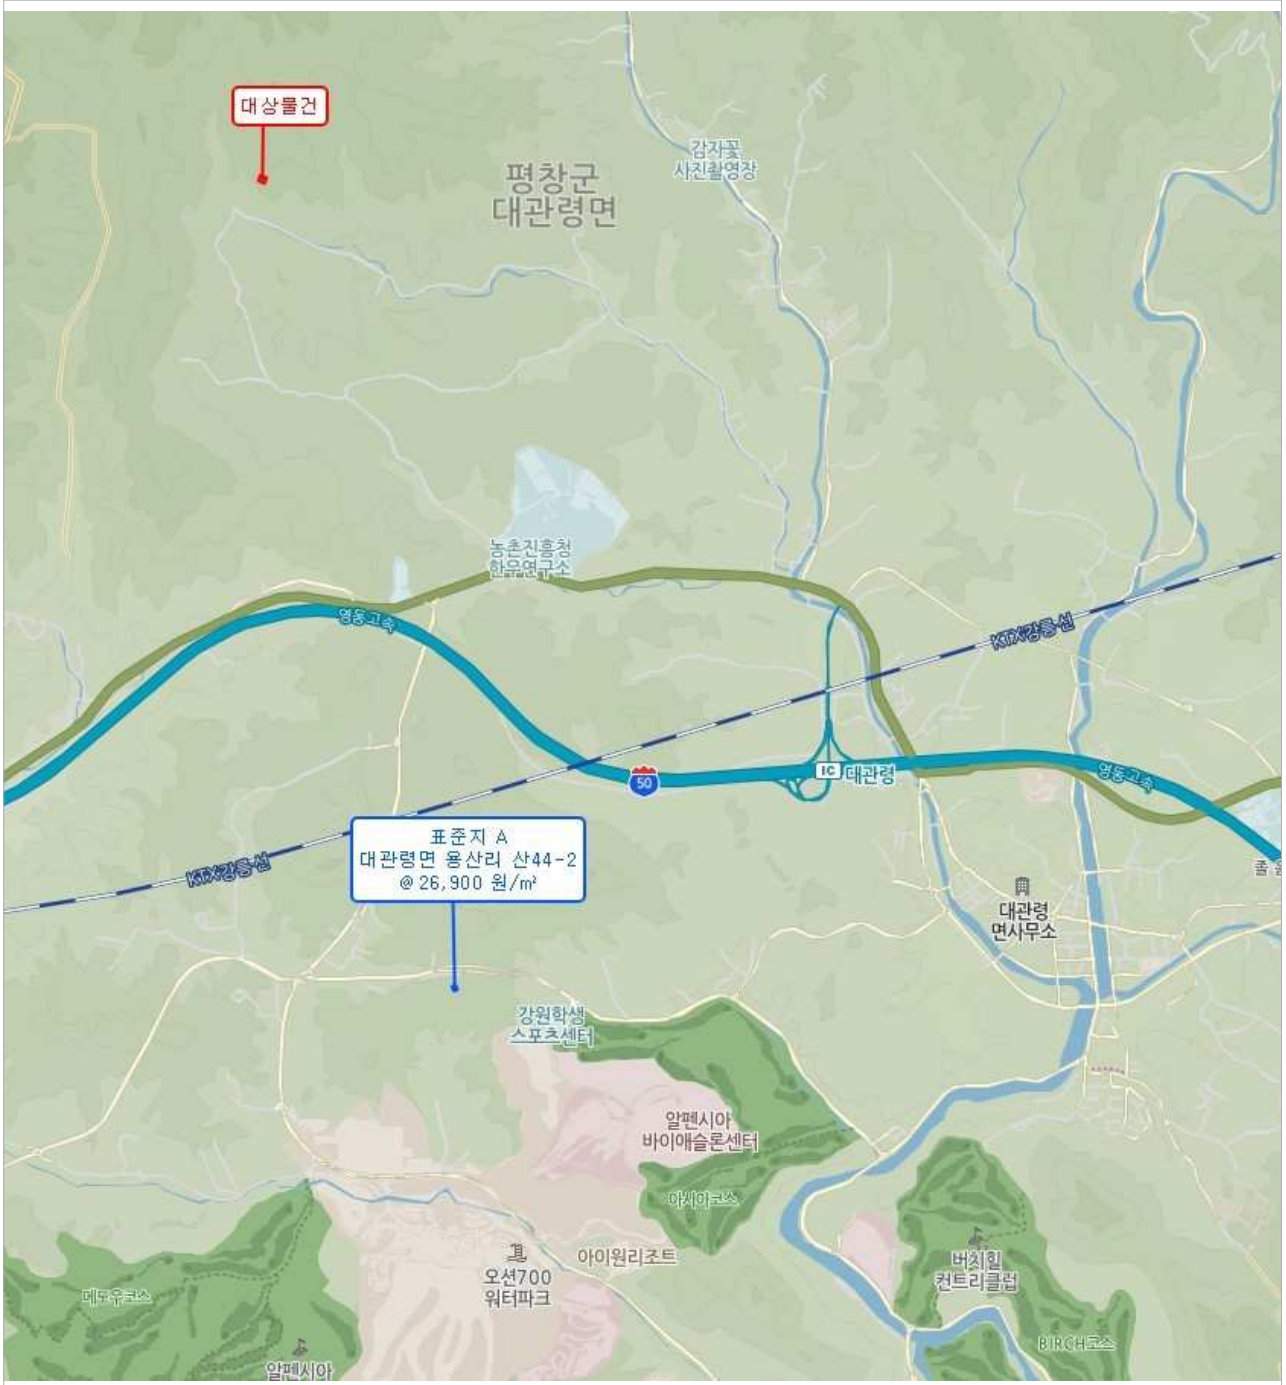 대상물건
감자꽃
사진촬영장
평창군
대관령면
농촌진흥청
한우연구소
영동고속
KTX강릉선
50
IC 대관령
영동고속
표준지 A
대관령면 용산리 산44-2
@ 26,900 원/㎡
KTX강릉선
대관령
면사무소
강원학생
스포츠센터
알펜시아
바이애슬론센터
아시아코스
아이원리조트
오션700
워터파크
버치힐
컨트리클럽
메도우코스
BIRCH코스
알펜시아